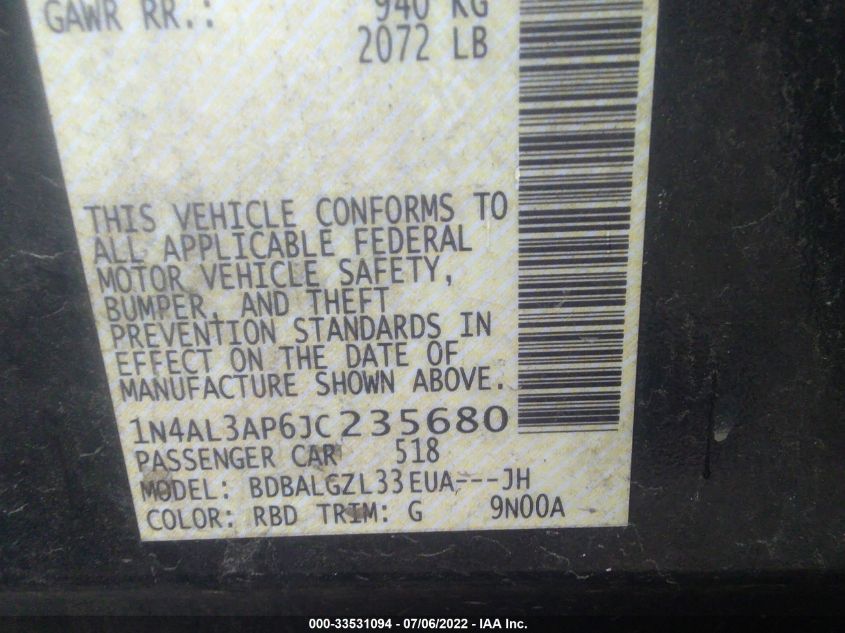 GAWR RR.: 940 KG
2072 LB
THIS VEHICLE CONFORMS TO
ALL APPLICABLE FEDERAL
MOTOR VEHICLE SAFETY,
BUMPER, AND THEFT
PREVENTION STANDARDS IN
EFFECT ON THE DATE OF
MANUFACTURE SHOWN ABOVE.
1N4AL3AP6JC235680
PASSENGER CAR 518
MODEL: BDBALGZL33EUA---JH
COLOR: RBD TRIM: G 9N00A
000-33531094 - 07/06/2022 - IAA Inc.